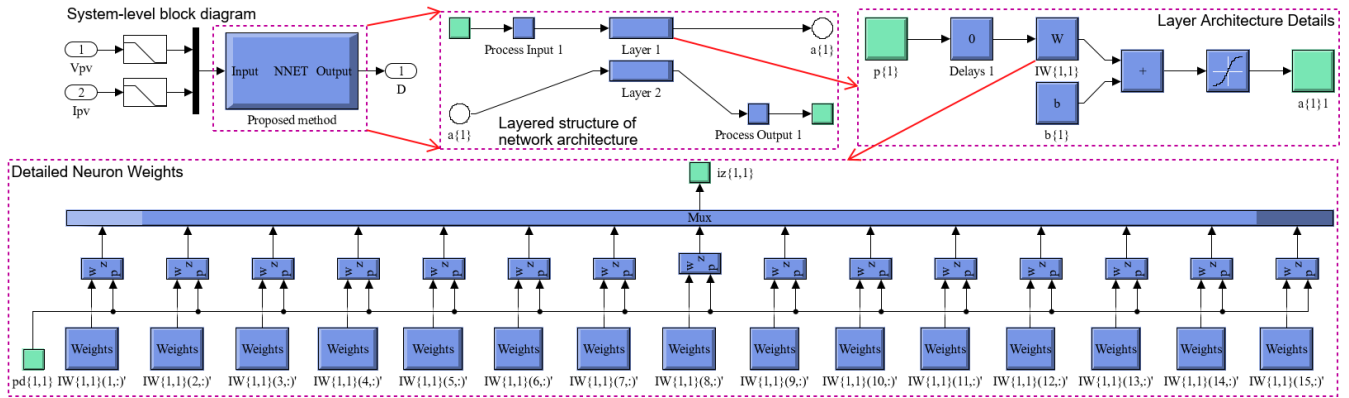 System-level block diagram
1
Vpv
2
Ipv
Input NNET Output
Proposed method
1
D
Process Input 1
Layer 1
a{1}
Layer 2
a{1}
Process Output 1
Layered structure of
network architecture
Layer Architecture Details
p{1}
0
Delays 1
W
IW{1,1}
b
b{1}
+
a{1}1
Detailed Neuron Weights
iz{1,1}
Mux
w z p w z p w z p w z p w z p w z p w z p w z p w z p w z p w z p w z p w z p w z p w z p
Weights Weights Weights Weights Weights Weights Weights Weights Weights Weights Weights Weights Weights Weights Weights
pd{1,1} IW{1,1}(1,:)' IW{1,1}(2,:)' IW{1,1}(3,:)' IW{1,1}(4,:)' IW{1,1}(5,:)' IW{1,1}(6,:)' IW{1,1}(7,:)' IW{1,1}(8,:)' IW{1,1}(9,:)' IW{1,1}(10,:)' IW{1,1}(11,:)' IW{1,1}(12,:)' IW{1,1}(13,:)' IW{1,1}(14,:)' IW{1,1}(15,:)'